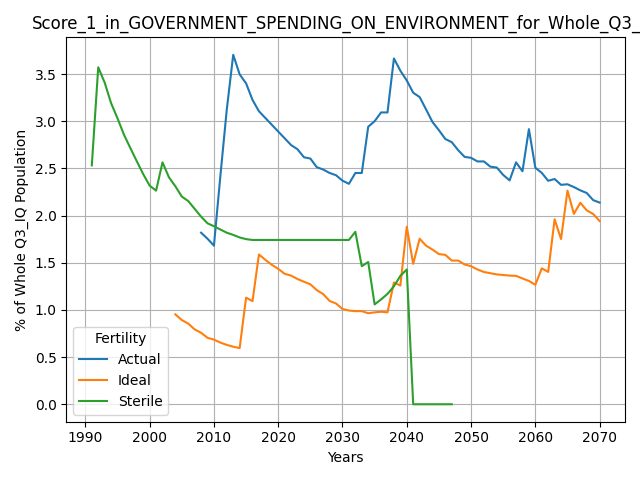 Score_1_in_GOVERNMENT_SPENDING_ON_ENVIRONMENT_for_Whole_Q3_
% of Whole Q3_IQ Population
3.5
3.0
2.5
2.0
1.5
1.0
0.5
0.0
Fertility
Actual
Ideal
Sterile
1990 2000 2010 2020 2030 2040 2050 2060 2070
Years